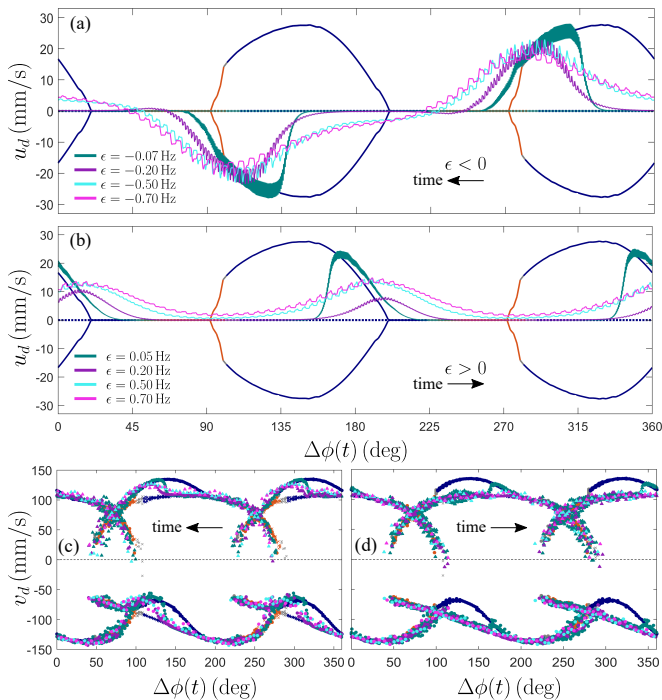 (a)
30
20
10
0
10
20
30
u_d (mm/s)
ϵ = −0.07 Hz
ϵ = −0.20 Hz
ϵ = −0.50 Hz
ϵ = −0.70 Hz
ϵ < 0
time
(b)
30
20
10
0
10
20
30
u_d (mm/s)
ϵ = 0.05 Hz
ϵ = 0.20 Hz
ϵ = 0.50 Hz
ϵ = 0.70 Hz
ϵ > 0
time
0 45 90 135 180 225 270 315 360
Δϕ(t) (deg)
150
100
50
0
-50
-100
-150
v_d (mm/s)
time
time
(c)
(d)
0 50 100 150 200 250 300 350
0 50 100 150 200 250 300 350
Δϕ(t) (deg)
Δϕ(t) (deg)